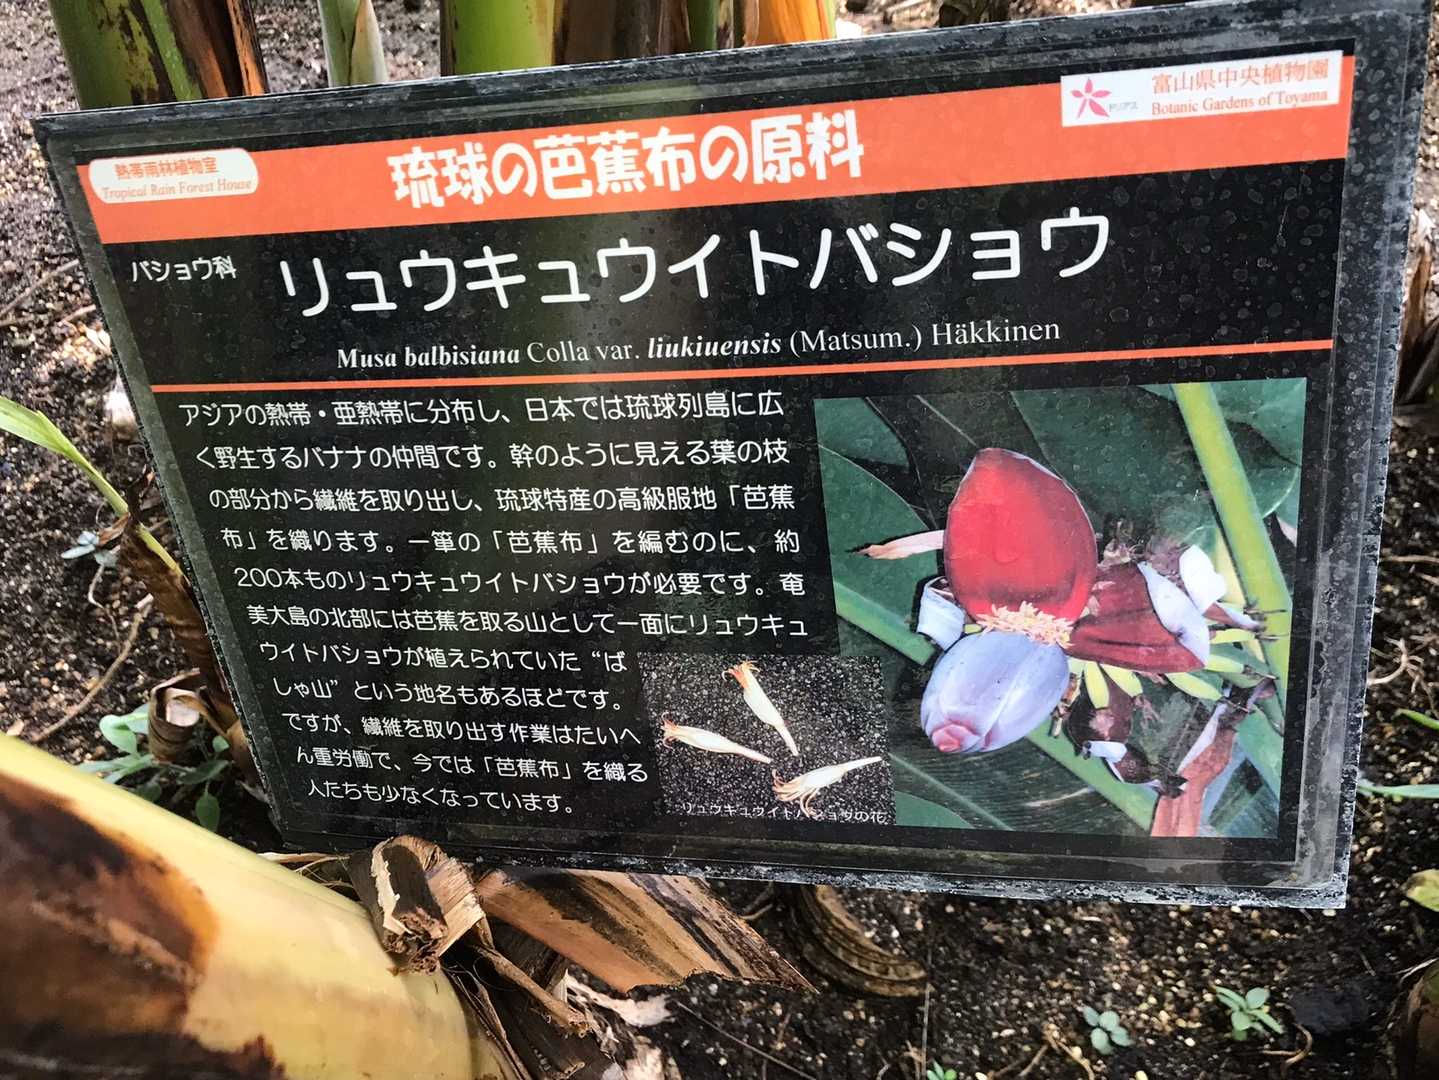 熱帯雨林植物室
Tropical Rain Forest House
琉球の芭蕉布の原料
ドリアス
富山県中央植物園
Botanic Gardens of Toyama
バショウ科
リュウキュウイトバショウ
Musa balbisiana Colla var. liukiuensis (Matsum.) Häkkinen
アジアの熱帯・亜熱帯に分布し、日本では琉球列島に広
く野生するバナナの仲間です。幹のように見える葉の枝
の部分から繊維を取り出し、琉球特産の高級服地「芭蕉
布」を織ります。一箪の「芭蕉布」を編むのに、約
200本ものリュウキュウイトバショウが必要です。奄
美大島の北部には芭蕉を取る山として一面にリュウキュ
ウイトバショウが植えられていた“ば
しゃ山”という地名もあるほどです。
ですが、繊維を取り出す作業はたいへ
ん重労働で、今では「芭蕉布」を織る
人たちも少なくなっています。
リュウキュウイトバショウの花